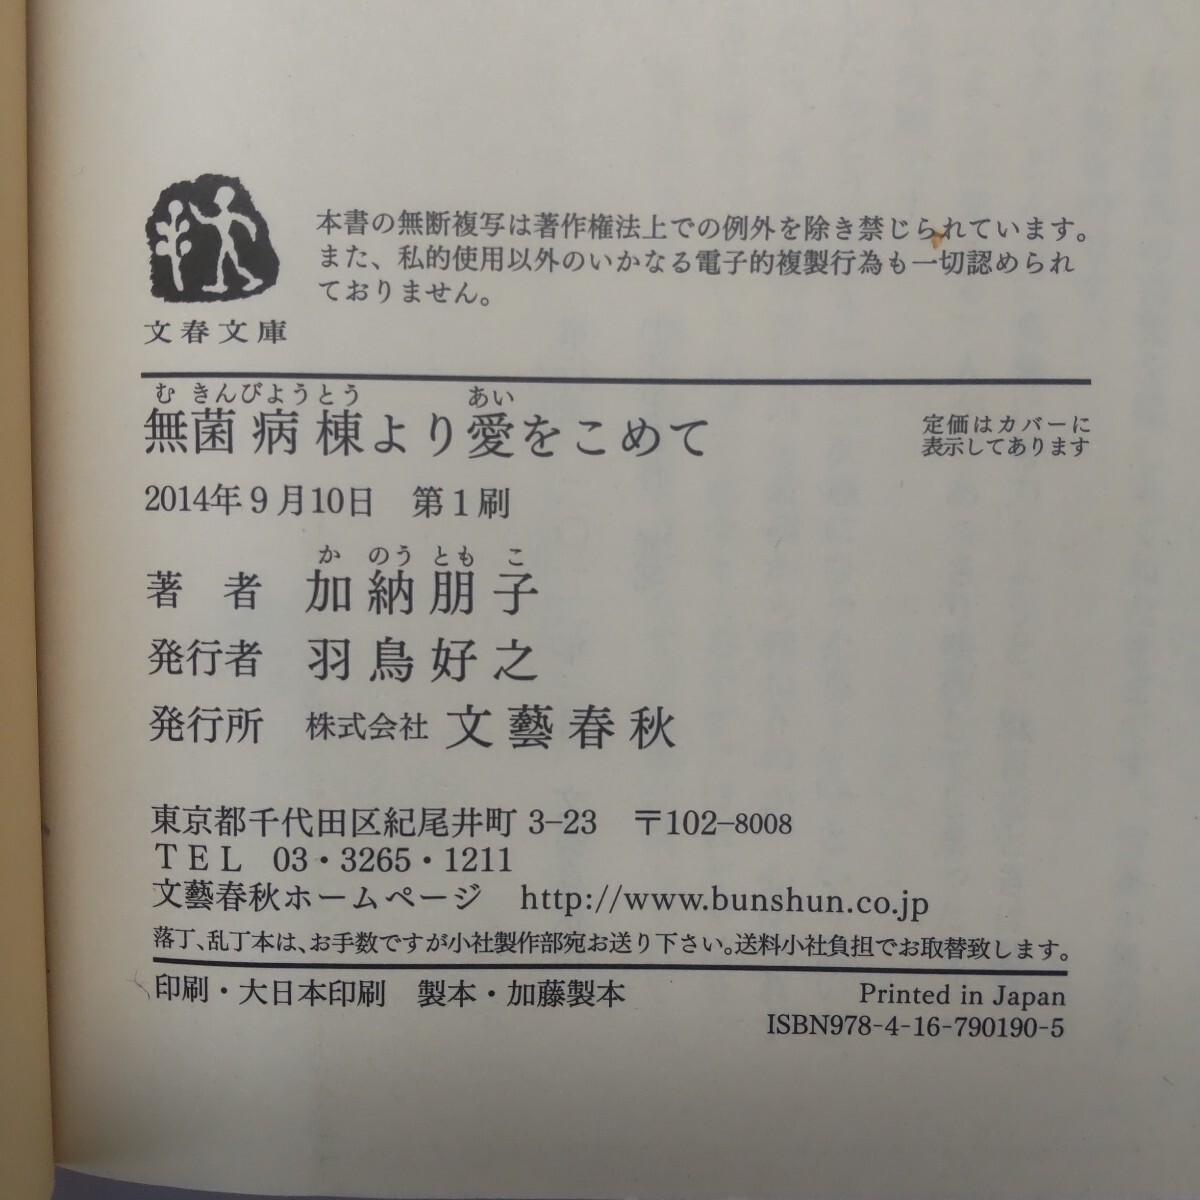 本書の無断複写は著作権法上での例外を除き禁じられています。
また、私的使用以外のいかなる電子的複製行為も一切認められ
ておりません。
文春文庫
む きんびようとう あい
無菌病棟より愛をこめて
定価はカバーに
表示してあります
2014年9月10日　第1刷
か のう とも こ
著　者　加納朋子
発行者　羽鳥好之
発行所　株式会社 文藝春秋
東京都千代田区紀尾井町 3-23　〒102-8008
TEL　03・3265・1211
文藝春秋ホームページ　http://www.bunshun.co.jp
落丁、乱丁本は、お手数ですが小社製作部宛お送り下さい。送料小社負担でお取替致します。
印刷・大日本印刷　製本・加藤製本
Printed in Japan
ISBN978-4-16-790190-5